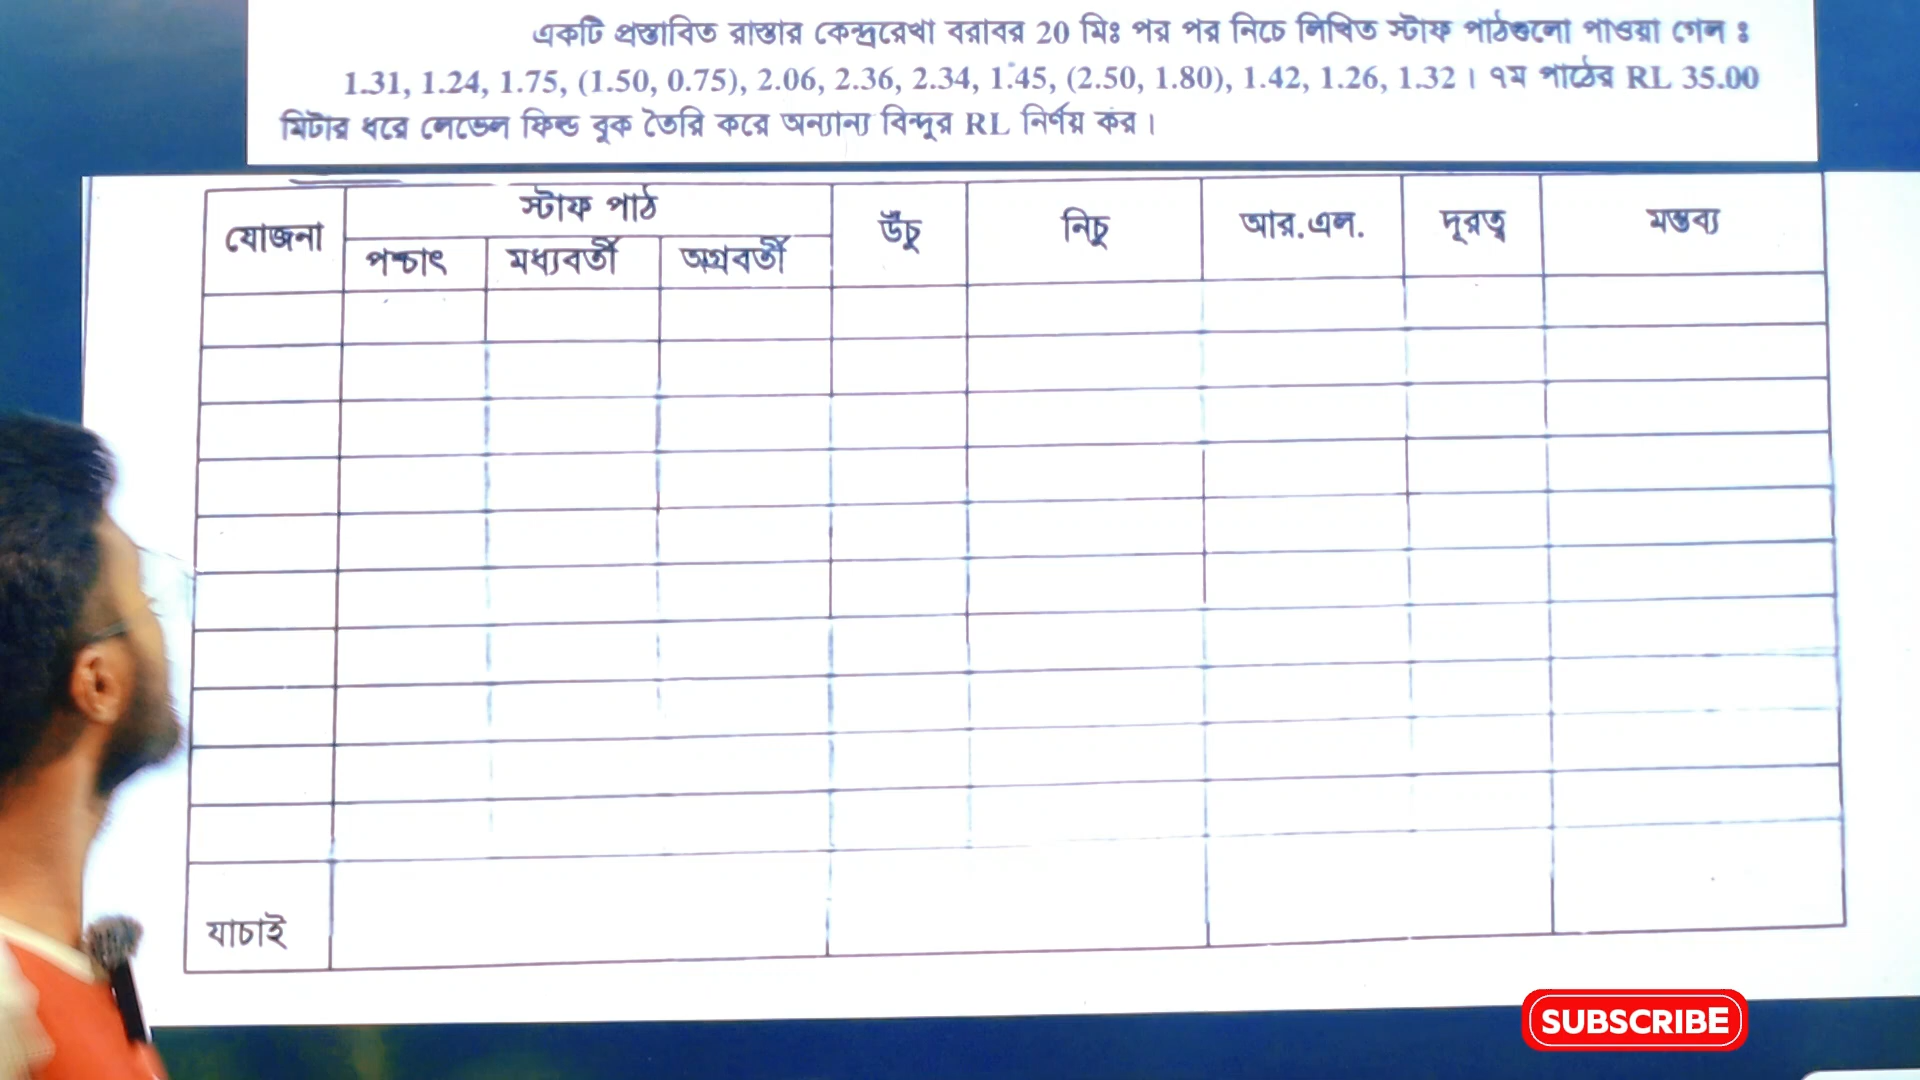 একটি প্রস্তাবিত রাস্তার কেন্দ্ররেখা বরাবর 20 মিঃ পর পর নিচে লিখিত স্টাফ পাঠগুলো পাওয়া গেল ঃ
1.31, 1.24, 1.75, (1.50, 0.75), 2.06, 2.36, 2.34, 1.45, (2.50, 1.80), 1.42, 1.26, 1.32। ৭ম পাঠের RL 35.00
মিটার ধরে লেভেল ফিল্ড বুক তৈরি করে অন্যান্য বিন্দুর RL নির্ণয় কর।
যোজনা স্টাফ পাঠ উঁচু নিচু আর.এল. দূরত্ব মন্তব্য
পশ্চাৎ মধ্যবর্তী অগ্রবর্তী
যাচাই
SUBSCRIBE